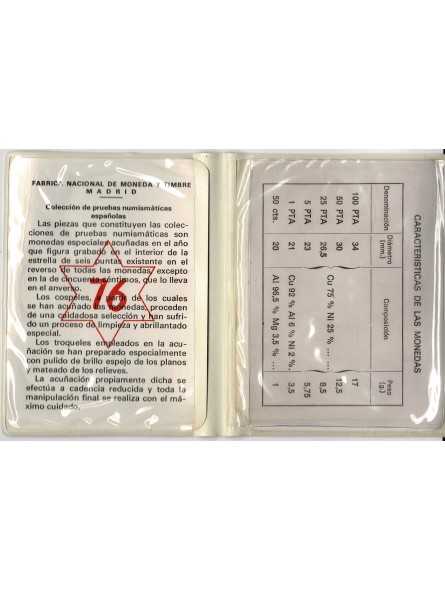 FABRICA NACIONAL DE MONEDA Y TIMBRE
MADRID
Colección de pruebas numismáticas
españolas
Las piezas que constituyen las colec-
ciones de pruebas numismáticas son
monedas especiales acuñadas en el año
que figura grabado en el interior de la
estrella de seis puntas existente en el
reverso de todas las monedas, excepto
en la de cincuenta céntimos, que lo lleva
en el anverso.
Los cospeles, a partir de los cuales
se han acuñado las monedas, proceden
de una cuidadosa selección y han sufri-
do un proceso de limpieza y abrillantado
especial.
Los troqueles empleados en la acu-
ñación se han preparado especialmente
con pulido de brillo espejo de los planos
y mateado de los relieves.
La acuñación propiamente dicha se
efectúa a cadencia reducida y toda la
manipulación final se realiza con el má-
ximo cuidado.
76
CARACTERISTICAS DE LAS MONEDAS
Denominación Diámetro (mm.) Composición Peso (g.)
100 PTA 34 17
50 PTA 30 12,5
25 PTA 26,5 Cu 75 % Ni 25 % ... 8,5
5 PTA 23 5,75
1 PTA 21 Cu 92 % Al 6 % Ni 2 %. 3,5
50 cts. 20 Al 96,5 % Mg 3,5 % ... 1